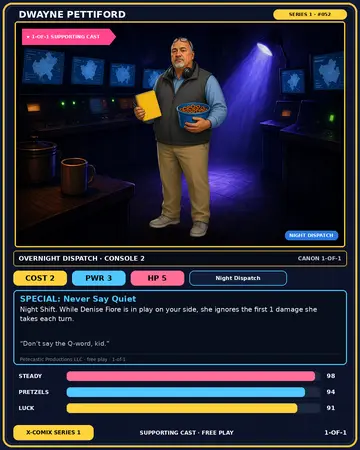 DWAYNE PETTIFORD
SERIES 1 · #052
1-OF-1 SUPPORTING CAST
NIGHT DISPATCH
OVERNIGHT DISPATCH · CONSOLE 2
CANON 1-OF-1
COST 2
PWR 3
HP 5
Night Dispatch
SPECIAL: Never Say Quiet
Night Shift. While Denise Fiore is in play on your side, she ignores the first 1 damage she
takes each turn.
“Don’t say the Q-word, kid.”
Petecastic Productions LLC · free play · 1-of-1
STEADY 98
PRETZELS 94
LUCK 91
X-COMIX SERIES 1
SUPPORTING CAST · FREE PLAY
1-OF-1